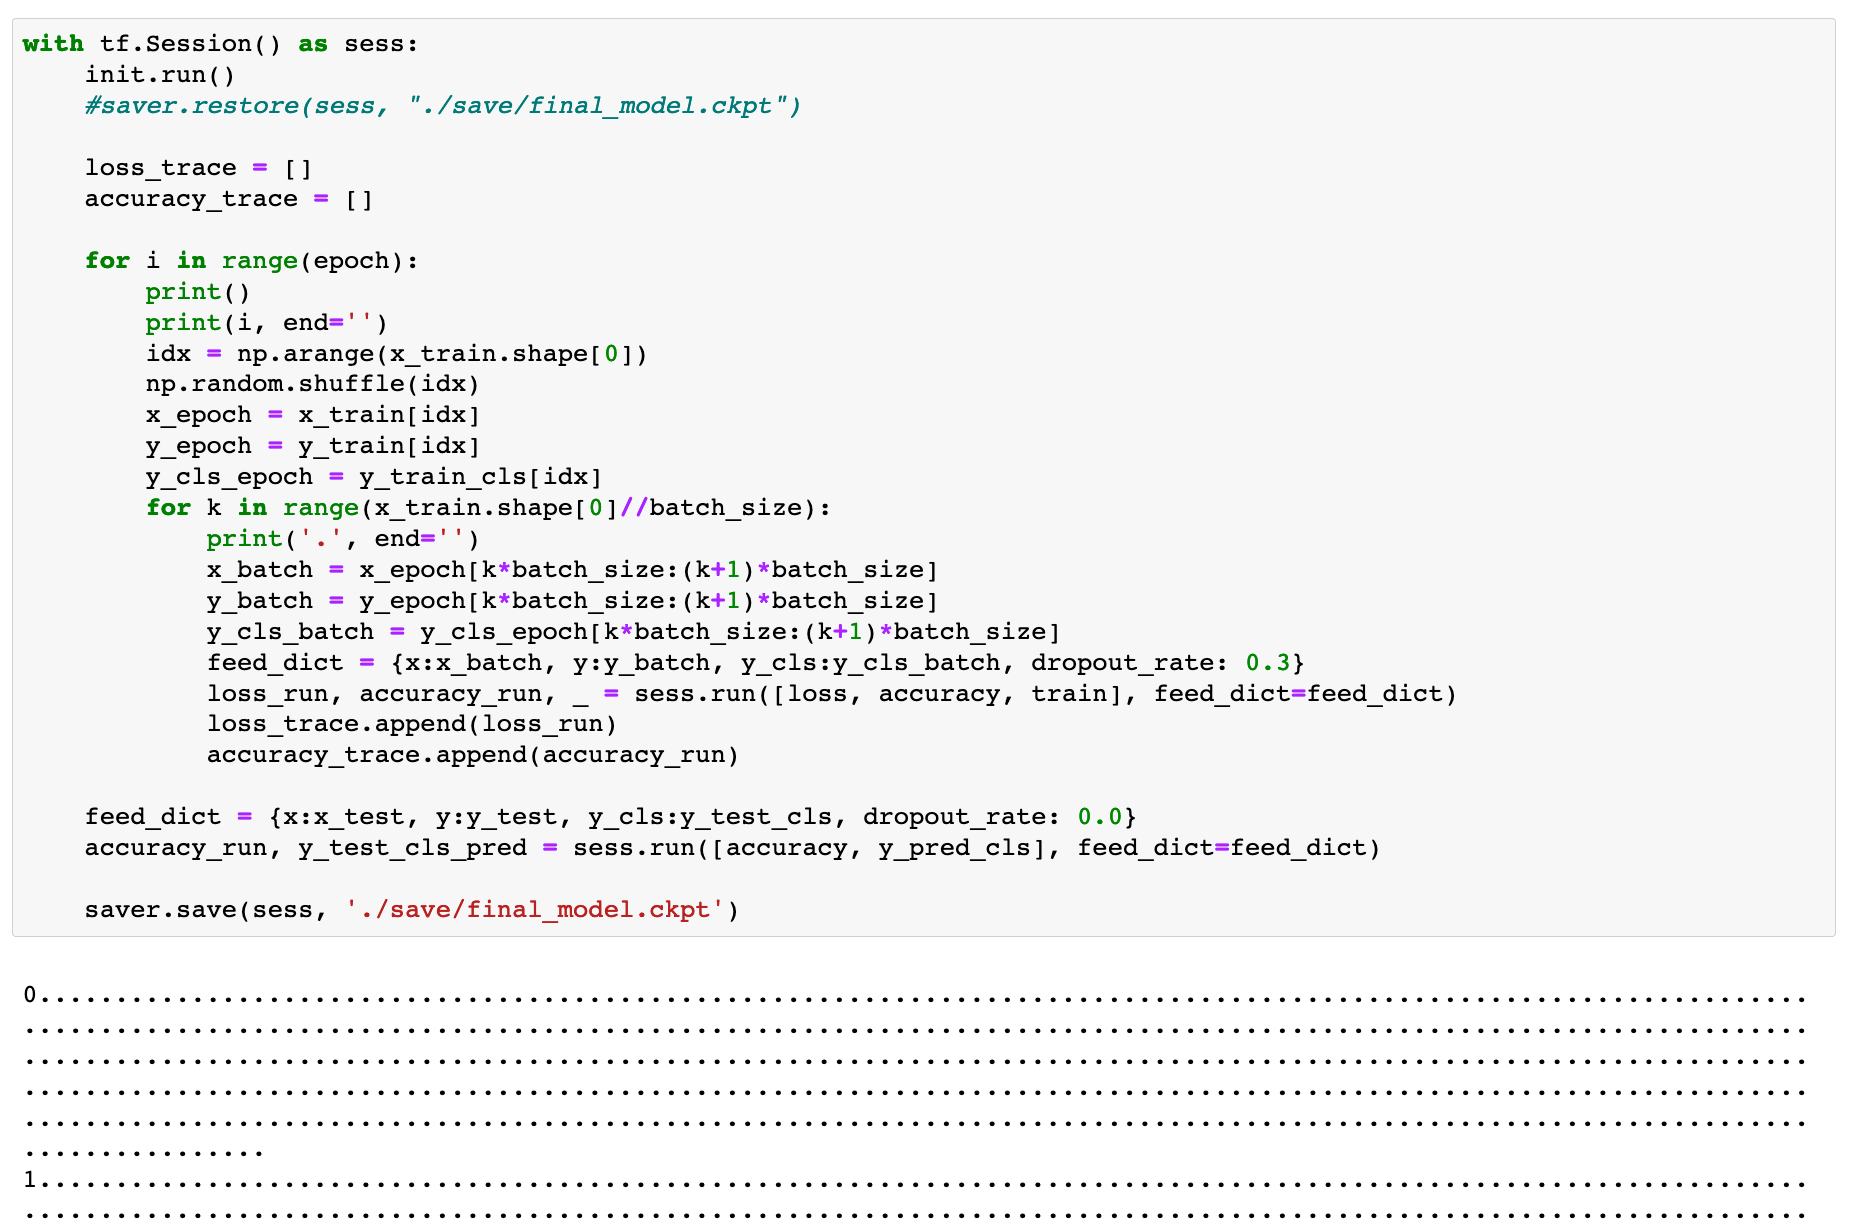 with tf.Session() as sess:
    init.run()
    #saver.restore(sess, "./save/final_model.ckpt")

    loss_trace = []
    accuracy_trace = []

    for i in range(epoch):
        print()
        print(i, end='')
        idx = np.arange(x_train.shape[0])
        np.random.shuffle(idx)
        x_epoch = x_train[idx]
        y_epoch = y_train[idx]
        y_cls_epoch = y_train_cls[idx]
        for k in range(x_train.shape[0]//batch_size):
            print('.', end='')
            x_batch = x_epoch[k*batch_size:(k+1)*batch_size]
            y_batch = y_epoch[k*batch_size:(k+1)*batch_size]
            y_cls_batch = y_cls_epoch[k*batch_size:(k+1)*batch_size]
            feed_dict = {x:x_batch, y:y_batch, y_cls:y_cls_batch, dropout_rate: 0.3}
            loss_run, accuracy_run, _ = sess.run([loss, accuracy, train], feed_dict=feed_dict)
            loss_trace.append(loss_run)
            accuracy_trace.append(accuracy_run)

    feed_dict = {x:x_test, y:y_test, y_cls:y_test_cls, dropout_rate: 0.0}
    accuracy_run, y_test_cls_pred = sess.run([accuracy, y_pred_cls], feed_dict=feed_dict)

    saver.save(sess, './save/final_model.ckpt')

0....................................................................................................................
.....................................................................................................................
.....................................................................................................................
.....................................................................................................................
.....................................................................................................................
................
1....................................................................................................................
.....................................................................................................................